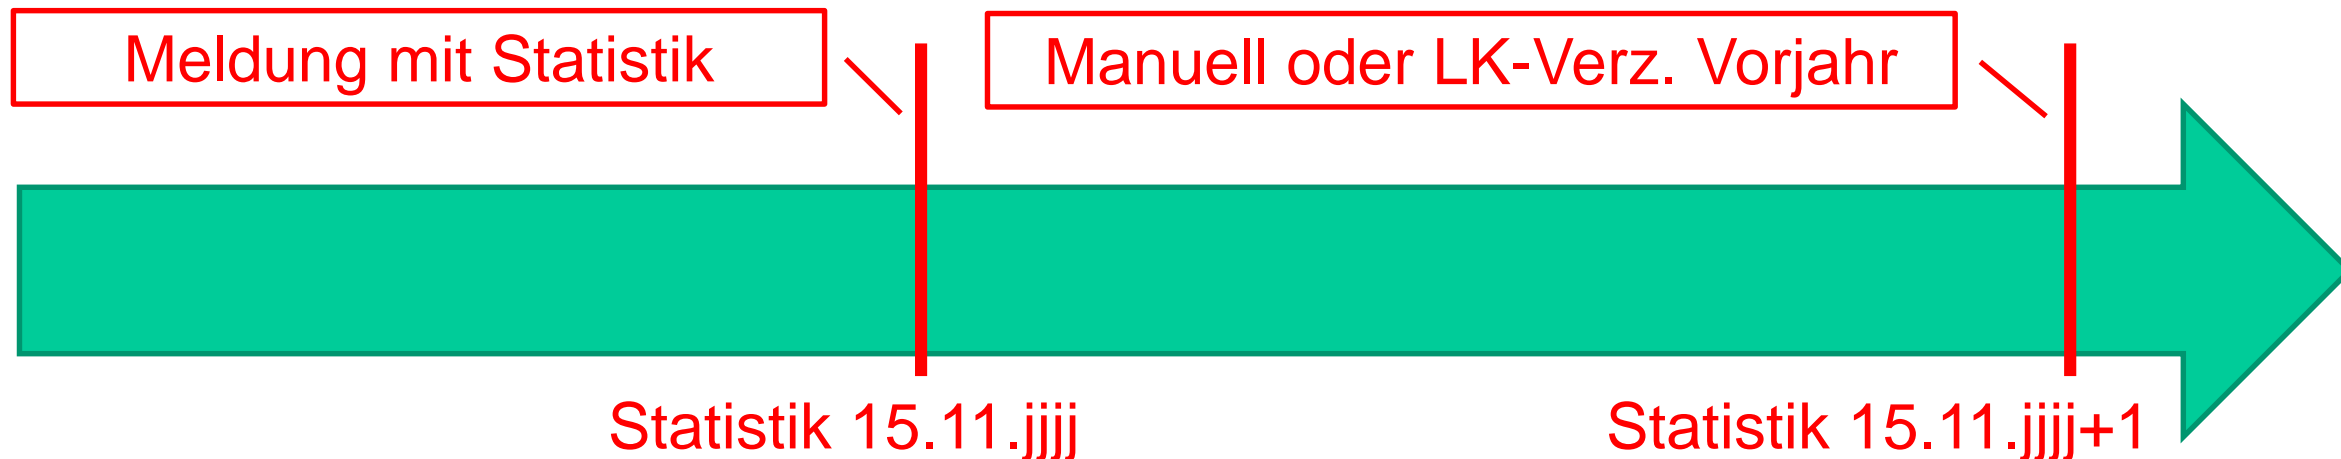 Meldung mit Statistik
Manuell oder LK-Verz. Vorjahr
Statistik 15.11.jjjj
Statistik 15.11.jjjj+1